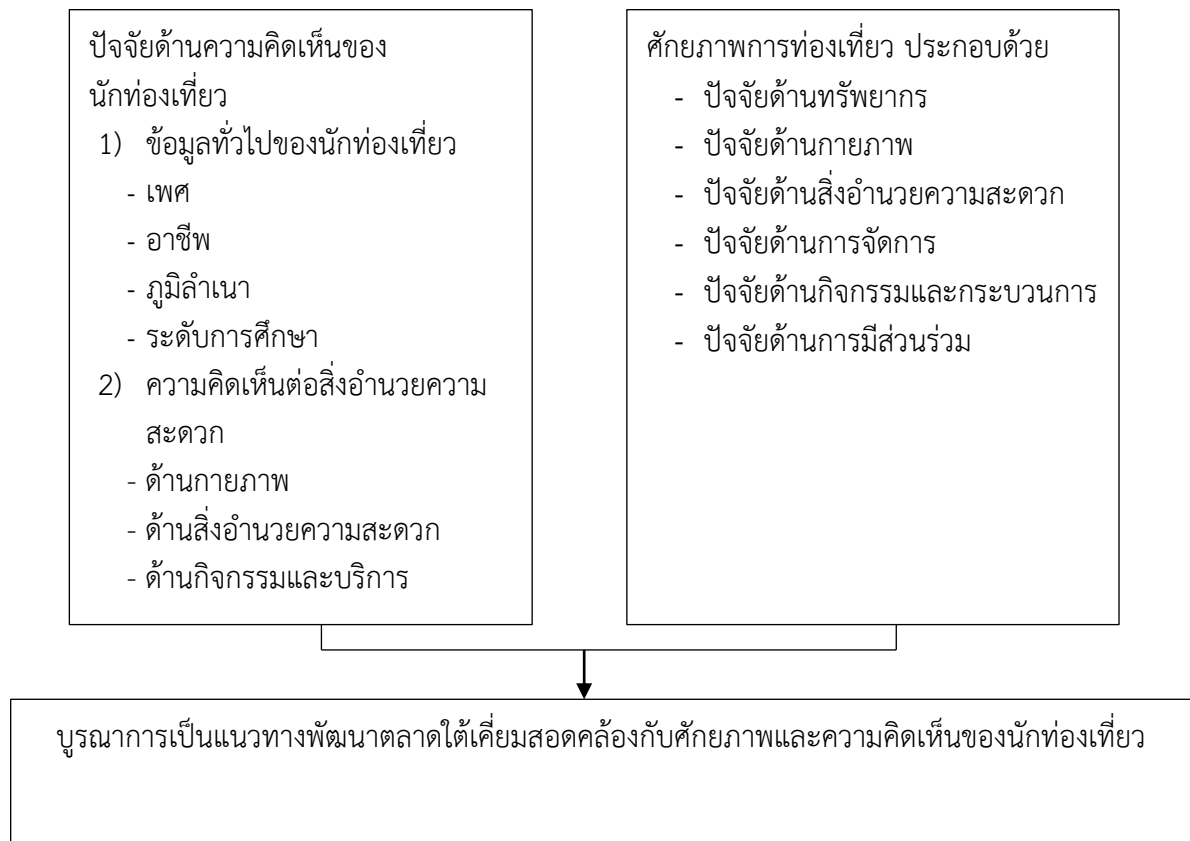 ปัจจัยด้านความคิดเห็นของ
นักท่องเที่ยว
1) ข้อมูลทั่วไปของนักท่องเที่ยว
- เพศ
- อาชีพ
- ภูมิลำเนา
- ระดับการศึกษา
2) ความคิดเห็นต่อสิ่งอำนวยความ
สะดวก
- ด้านกายภาพ
- ด้านสิ่งอำนวยความสะดวก
- ด้านกิจกรรมและบริการ
ศักยภาพการท่องเที่ยว ประกอบด้วย
- ปัจจัยด้านทรัพยากร
- ปัจจัยด้านกายภาพ
- ปัจจัยด้านสิ่งอำนวยความสะดวก
- ปัจจัยด้านการจัดการ
- ปัจจัยด้านกิจกรรมและกระบวนการ
- ปัจจัยด้านการมีส่วนร่วม
บูรณาการเป็นแนวทางพัฒนาตลาดใต้เคี่ยมสอดคล้องกับศักยภาพและความคิดเห็นของนักท่องเที่ยว